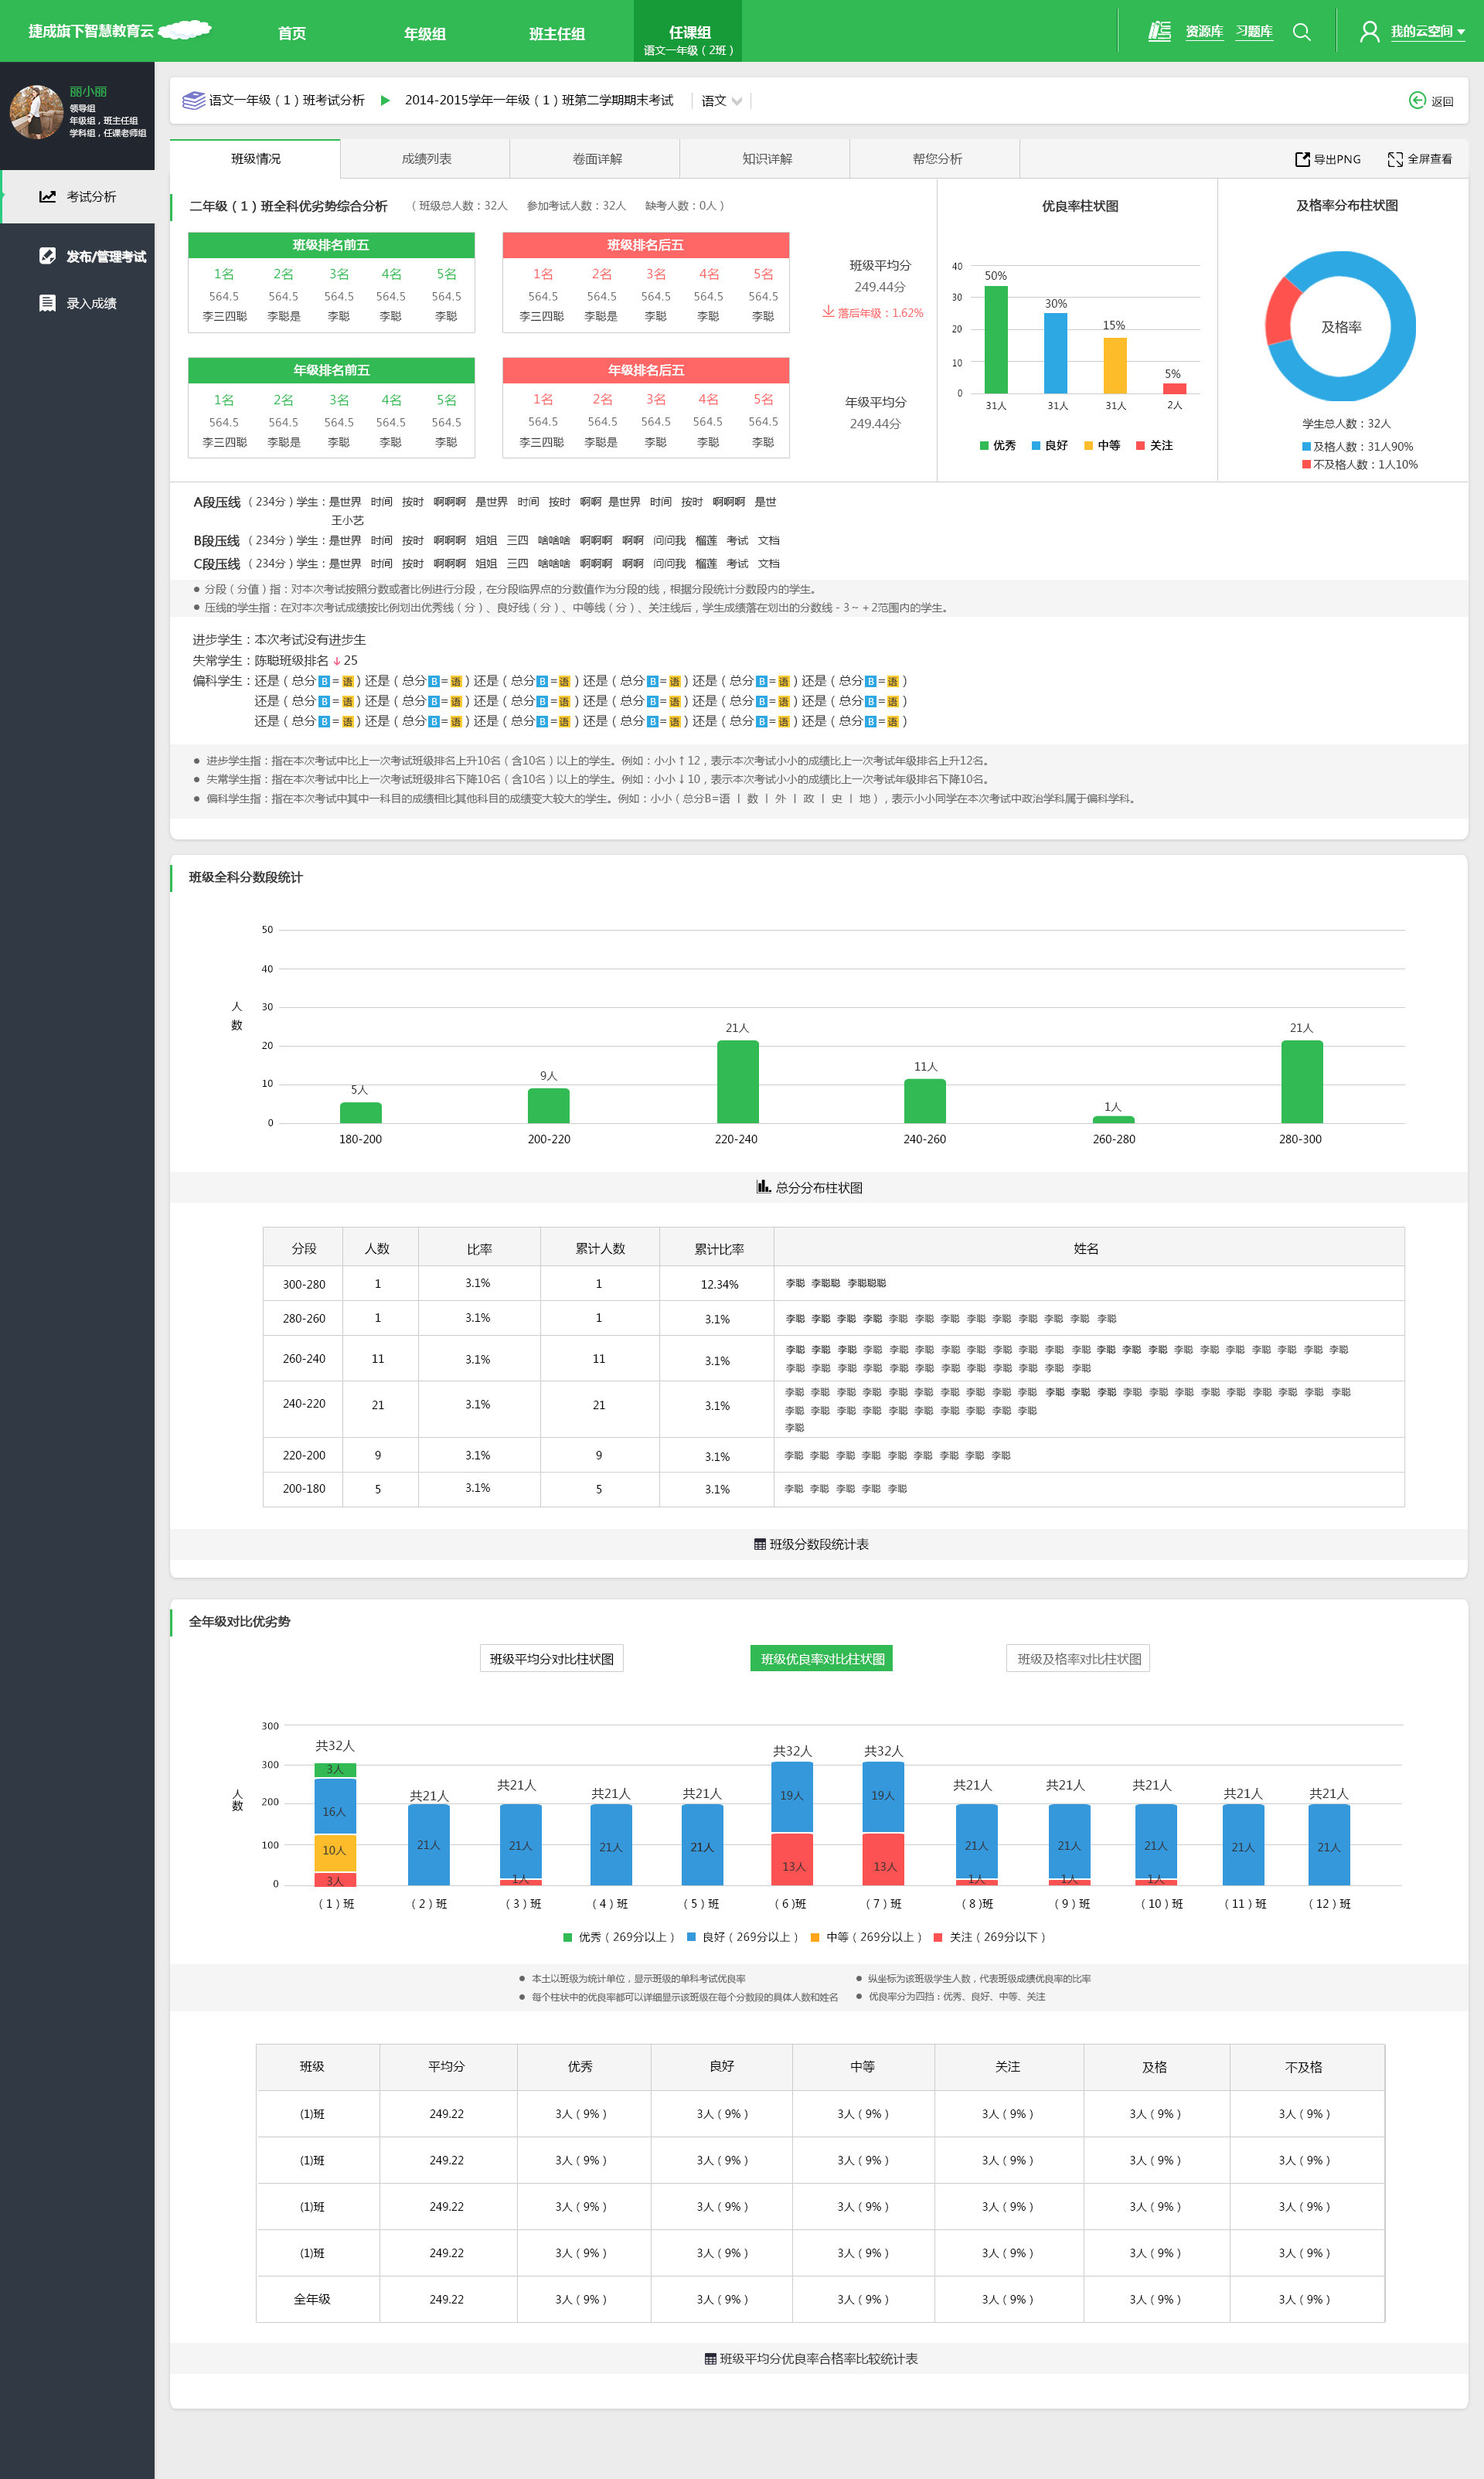 捷成旗下智慧教育云 首页 年级组 班主任组 任课组 资源库 习题库 我的云空间
语文一年级（2班）
丽小丽
领导组
年级组，班主任组
学科组，任课老师组
考试分析
发布/管理考试
录入成绩
语文一年级（1）班考试分析 2014-2015学年一年级（1）班第二学期期末考试 语文 返回
班级情况 成绩列表 卷面详解 知识详解 帮您分析 导出PNG 全屏查看
二年级（1）班全科优劣势综合分析 （班级总人数：32人 参加考试人数：32人 缺考人数：0人）
班级排名前五
1名 2名 3名 4名 5名
564.5 564.5 564.5 564.5 564.5
李三四聪 李聪是 李聪 李聪 李聪
班级排名后五
1名 2名 3名 4名 5名
564.5 564.5 564.5 564.5 564.5
李三四聪 李聪是 李聪 李聪 李聪
班级平均分
249.44分
落后年级：1.62%
年级排名前五
1名 2名 3名 4名 5名
564.5 564.5 564.5 564.5 564.5
李三四聪 李聪是 李聪 李聪 李聪
年级排名后五
1名 2名 3名 4名 5名
564.5 564.5 564.5 564.5 564.5
李三四聪 李聪是 李聪 李聪 李聪
年级平均分
249.44分
优良率柱状图
40
30
20
10
0
50% 30% 15% 5%
31人 31人 31人 2人
优秀 良好 中等 关注
及格率分布柱状图
及格率
学生总人数：32人
及格人数：31人90%
不及格人数：1人10%
A段压线 （234分）学生：是世界 时间 按时 啊啊啊 是世界 时间 按时 啊啊 是世界 时间 按时 啊啊啊 是世
王小艺
B段压线 （234分）学生：是世界 时间 按时 啊啊啊 姐姐 三四 啥啥啥 啊啊啊 啊啊 问问我 榴莲 考试 文档
C段压线 （234分）学生：是世界 时间 按时 啊啊啊 姐姐 三四 啥啥啥 啊啊啊 啊啊 问问我 榴莲 考试 文档
● 分段（分值）指：对本次考试按照分数或者比例进行分段，在分段临界点的分数值作为分段的线，根据分段统计分数段内的学生。
● 压线的学生指：在对本次考试成绩按比例划出优秀线（分）、良好线（分）、中等线（分）、关注线后，学生成绩落在划出的分数线－3～＋2范围内的学生。
进步学生：本次考试没有进步生
失常学生：陈聪班级排名↓25
偏科学生：还是（总分B=语）还是（总分B=语）还是（总分B=语）还是（总分B=语）还是（总分B=语）还是（总分B=语）
还是（总分B=语）还是（总分B=语）还是（总分B=语）还是（总分B=语）还是（总分B=语）还是（总分B=语）
还是（总分B=语）还是（总分B=语）还是（总分B=语）还是（总分B=语）还是（总分B=语）还是（总分B=语）
● 进步学生指：指在本次考试中比上一次考试班级排名上升10名（含10名）以上的学生。例如：小小↑12，表示本次考试小小的成绩比上一次考试年级排名上升12名。
● 失常学生指：指在本次考试中比上一次考试班级排名下降10名（含10名）以上的学生。例如：小小↓10，表示本次考试小小的成绩比上一次考试年级排名下降10名。
● 偏科学生指：指在本次考试中其中一科目的成绩相比其他科目的成绩变大较大的学生。例如：小小（总分B=语 | 数 | 外 | 政 | 史 | 地），表示小小同学在本次考试中政治学科属于偏科学科。
班级全科分数段统计
人数
50
40
30
20
10
0
5人 9人 21人 11人 1人 21人
180-200 200-220 220-240 240-260 260-280 280-300
总分分布柱状图
分段 人数 比率 累计人数 累计比率 姓名
300-280 1 3.1% 1 12.34% 李聪 李聪聪 李聪聪聪
280-260 1 3.1% 1 3.1% 李聪 李聪 李聪 李聪 李聪 李聪 李聪 李聪 李聪 李聪 李聪 李聪 李聪
260-240 11 3.1% 11 3.1% 李聪 李聪 李聪 李聪 李聪 李聪 李聪 李聪 李聪 李聪 李聪 李聪 李聪 李聪 李聪 李聪 李聪 李聪 李聪 李聪 李聪 李聪
李聪 李聪 李聪 李聪 李聪 李聪 李聪 李聪 李聪 李聪 李聪 李聪
240-220 21 3.1% 21 3.1% 李聪 李聪 李聪 李聪 李聪 李聪 李聪 李聪 李聪 李聪 李聪 李聪 李聪 李聪 李聪 李聪 李聪 李聪 李聪 李聪 李聪 李聪
李聪 李聪 李聪 李聪 李聪 李聪 李聪 李聪 李聪 李聪
李聪
220-200 9 3.1% 9 3.1% 李聪 李聪 李聪 李聪 李聪 李聪 李聪 李聪 李聪
200-180 5 3.1% 5 3.1% 李聪 李聪 李聪 李聪 李聪
班级分数段统计表
全年级对比优劣势
班级平均分对比柱状图 班级优良率对比柱状图 班级及格率对比柱状图
人数
300
300
200
100
0
共32人 共21人 共21人 共21人 共21人 共32人 共32人 共21人 共21人 共21人 共21人 共21人
3人
16人 21人 21人 21人 21人 19人 19人 21人 21人 21人 21人 21人
10人
3人 1人 13人 13人 1人 1人 1人
（1）班 （2）班 （3）班 （4）班 （5）班 （6)班 （7）班 （8)班 （9）班 （10）班 （11）班 （12）班
优秀（269分以上） 良好（269分以上） 中等（269分以上） 关注（269分以下）
● 本土以班级为统计单位，显示班级的单科考试优良率 ● 纵坐标为该班级学生人数，代表班级成绩优良率的比率
● 每个柱状中的优良率都可以详细显示该班级在每个分数段的具体人数和姓名 ● 优良率分为四挡：优秀、良好、中等、关注
班级 平均分 优秀 良好 中等 关注 及格 不及格
(1)班 249.22 3人（9%） 3人（9%） 3人（9%） 3人（9%） 3人（9%） 3人（9%）
(1)班 249.22 3人（9%） 3人（9%） 3人（9%） 3人（9%） 3人（9%） 3人（9%）
(1)班 249.22 3人（9%） 3人（9%） 3人（9%） 3人（9%） 3人（9%） 3人（9%）
(1)班 249.22 3人（9%） 3人（9%） 3人（9%） 3人（9%） 3人（9%） 3人（9%）
全年级 249.22 3人（9%） 3人（9%） 3人（9%） 3人（9%） 3人（9%） 3人（9%）
班级平均分优良率合格率比较统计表